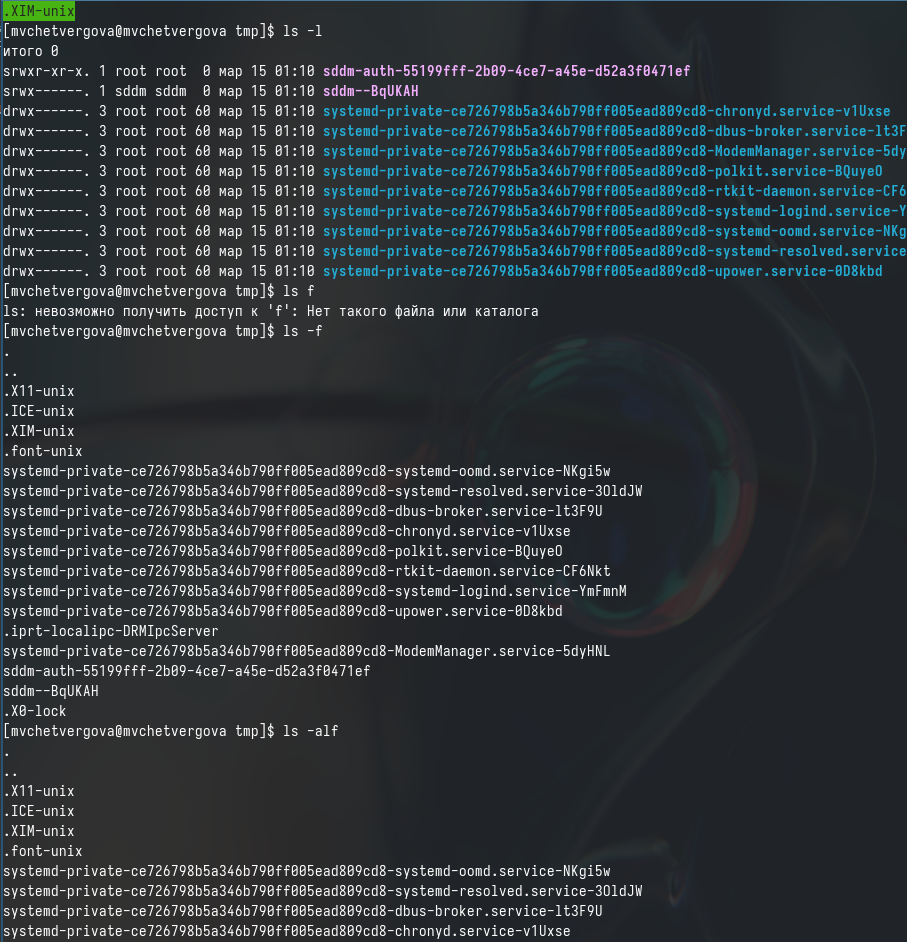 .XIM-unix
[mvchetvergova@mvchetvergova tmp]$ ls -l
итого 0
srwxr-xr-x. 1 root root  0 мар 15 01:10 sddm-auth-55199fff-2b09-4ce7-a45e-d52a3f0471ef
srwx------. 1 sddm sddm  0 мар 15 01:10 sddm--BqUKAH
drwx------. 3 root root 60 мар 15 01:10 systemd-private-ce726798b5a346b790ff005ead809cd8-chronyd.service-v1Uxse
drwx------. 3 root root 60 мар 15 01:10 systemd-private-ce726798b5a346b790ff005ead809cd8-dbus-broker.service-lt3F
drwx------. 3 root root 60 мар 15 01:10 systemd-private-ce726798b5a346b790ff005ead809cd8-ModemManager.service-5dy
drwx------. 3 root root 60 мар 15 01:10 systemd-private-ce726798b5a346b790ff005ead809cd8-polkit.service-BQuyeO
drwx------. 3 root root 60 мар 15 01:10 systemd-private-ce726798b5a346b790ff005ead809cd8-rtkit-daemon.service-CF6
drwx------. 3 root root 60 мар 15 01:10 systemd-private-ce726798b5a346b790ff005ead809cd8-systemd-logind.service-Y
drwx------. 3 root root 60 мар 15 01:10 systemd-private-ce726798b5a346b790ff005ead809cd8-systemd-oomd.service-NKg
drwx------. 3 root root 60 мар 15 01:10 systemd-private-ce726798b5a346b790ff005ead809cd8-systemd-resolved.service
drwx------. 3 root root 60 мар 15 01:10 systemd-private-ce726798b5a346b790ff005ead809cd8-upower.service-0D8kbd
[mvchetvergova@mvchetvergova tmp]$ ls f
ls: невозможно получить доступ к 'f': Нет такого файла или каталога
[mvchetvergova@mvchetvergova tmp]$ ls -f
.
..
.X11-unix
.ICE-unix
.XIM-unix
.font-unix
systemd-private-ce726798b5a346b790ff005ead809cd8-systemd-oomd.service-NKgi5w
systemd-private-ce726798b5a346b790ff005ead809cd8-systemd-resolved.service-3OldJW
systemd-private-ce726798b5a346b790ff005ead809cd8-dbus-broker.service-lt3F9U
systemd-private-ce726798b5a346b790ff005ead809cd8-chronyd.service-v1Uxse
systemd-private-ce726798b5a346b790ff005ead809cd8-polkit.service-BQuyeO
systemd-private-ce726798b5a346b790ff005ead809cd8-rtkit-daemon.service-CF6Nkt
systemd-private-ce726798b5a346b790ff005ead809cd8-systemd-logind.service-YmFmnM
systemd-private-ce726798b5a346b790ff005ead809cd8-upower.service-0D8kbd
.iprt-localipc-DRMIpcServer
systemd-private-ce726798b5a346b790ff005ead809cd8-ModemManager.service-5dyHNL
sddm-auth-55199fff-2b09-4ce7-a45e-d52a3f0471ef
sddm--BqUKAH
.X0-lock
[mvchetvergova@mvchetvergova tmp]$ ls -alf
.
..
.X11-unix
.ICE-unix
.XIM-unix
.font-unix
systemd-private-ce726798b5a346b790ff005ead809cd8-systemd-oomd.service-NKgi5w
systemd-private-ce726798b5a346b790ff005ead809cd8-systemd-resolved.service-3OldJW
systemd-private-ce726798b5a346b790ff005ead809cd8-dbus-broker.service-lt3F9U
systemd-private-ce726798b5a346b790ff005ead809cd8-chronyd.service-v1Uxse